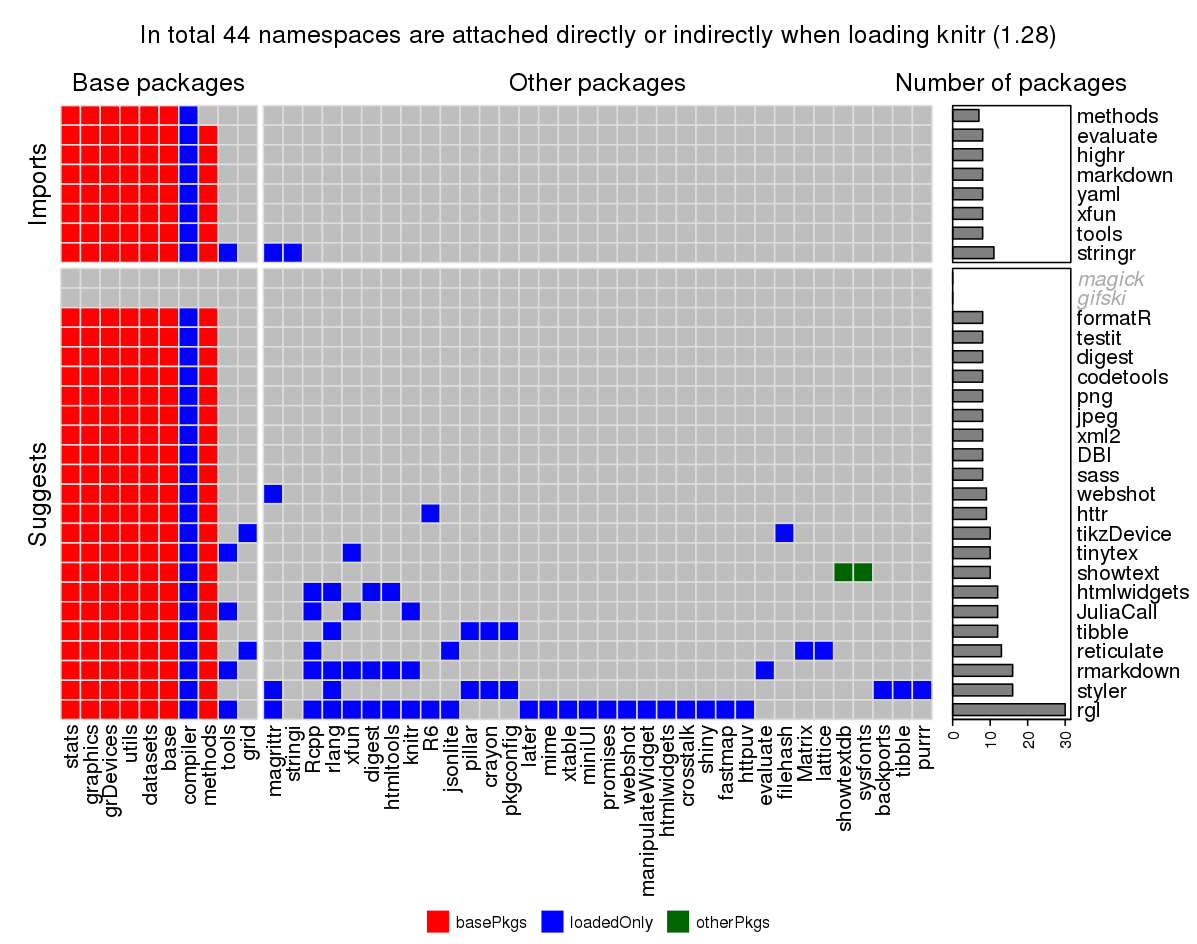 In total 44 namespaces are attached directly or indirectly when loading knitr (1.28)
Base packages
Other packages
Number of packages
Imports
methods
evaluate
highr
markdown
yaml
xfun
tools
stringr
Suggests
magick
gifski
formatR
testit
digest
codetools
png
jpeg
xml2
DBI
sass
webshot
httr
tikzDevice
tinytex
showtext
htmlwidgets
JuliaCall
tibble
reticulate
rmarkdown
styler
rgl
stats
graphics
grDevices
utils
datasets
base
compiler
methods
tools
grid
magrittr
stringi
Rcpp
rlang
xfun
digest
htmltools
knitr
R6
jsonlite
pillar
crayon
pkgconfig
later
mime
xtable
miniUI
promises
webshot
manipulateWidget
htmlwidgets
crosstalk
shiny
fastmap
httpuv
evaluate
filehash
Matrix
lattice
showtextdb
sysfonts
backports
tibble
purrr
0
10
20
30
basePkgs
loadedOnly
otherPkgs